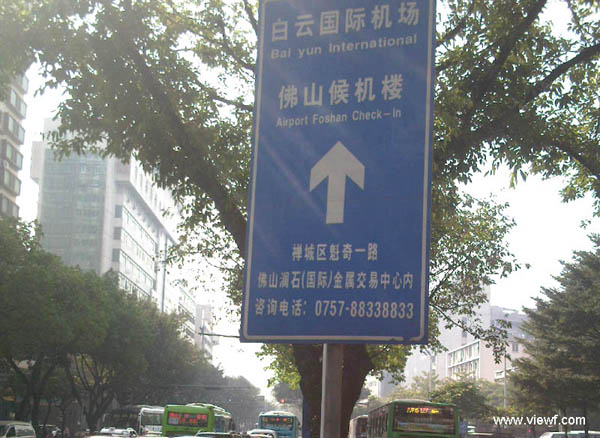 白云国际机场
Bai yun International
佛山候机楼
Airport Foshan Check-in
禅城区魁奇一路
佛山澜石(国际)金属交易中心内
咨询电话：0757-88338833
www.viewf.com